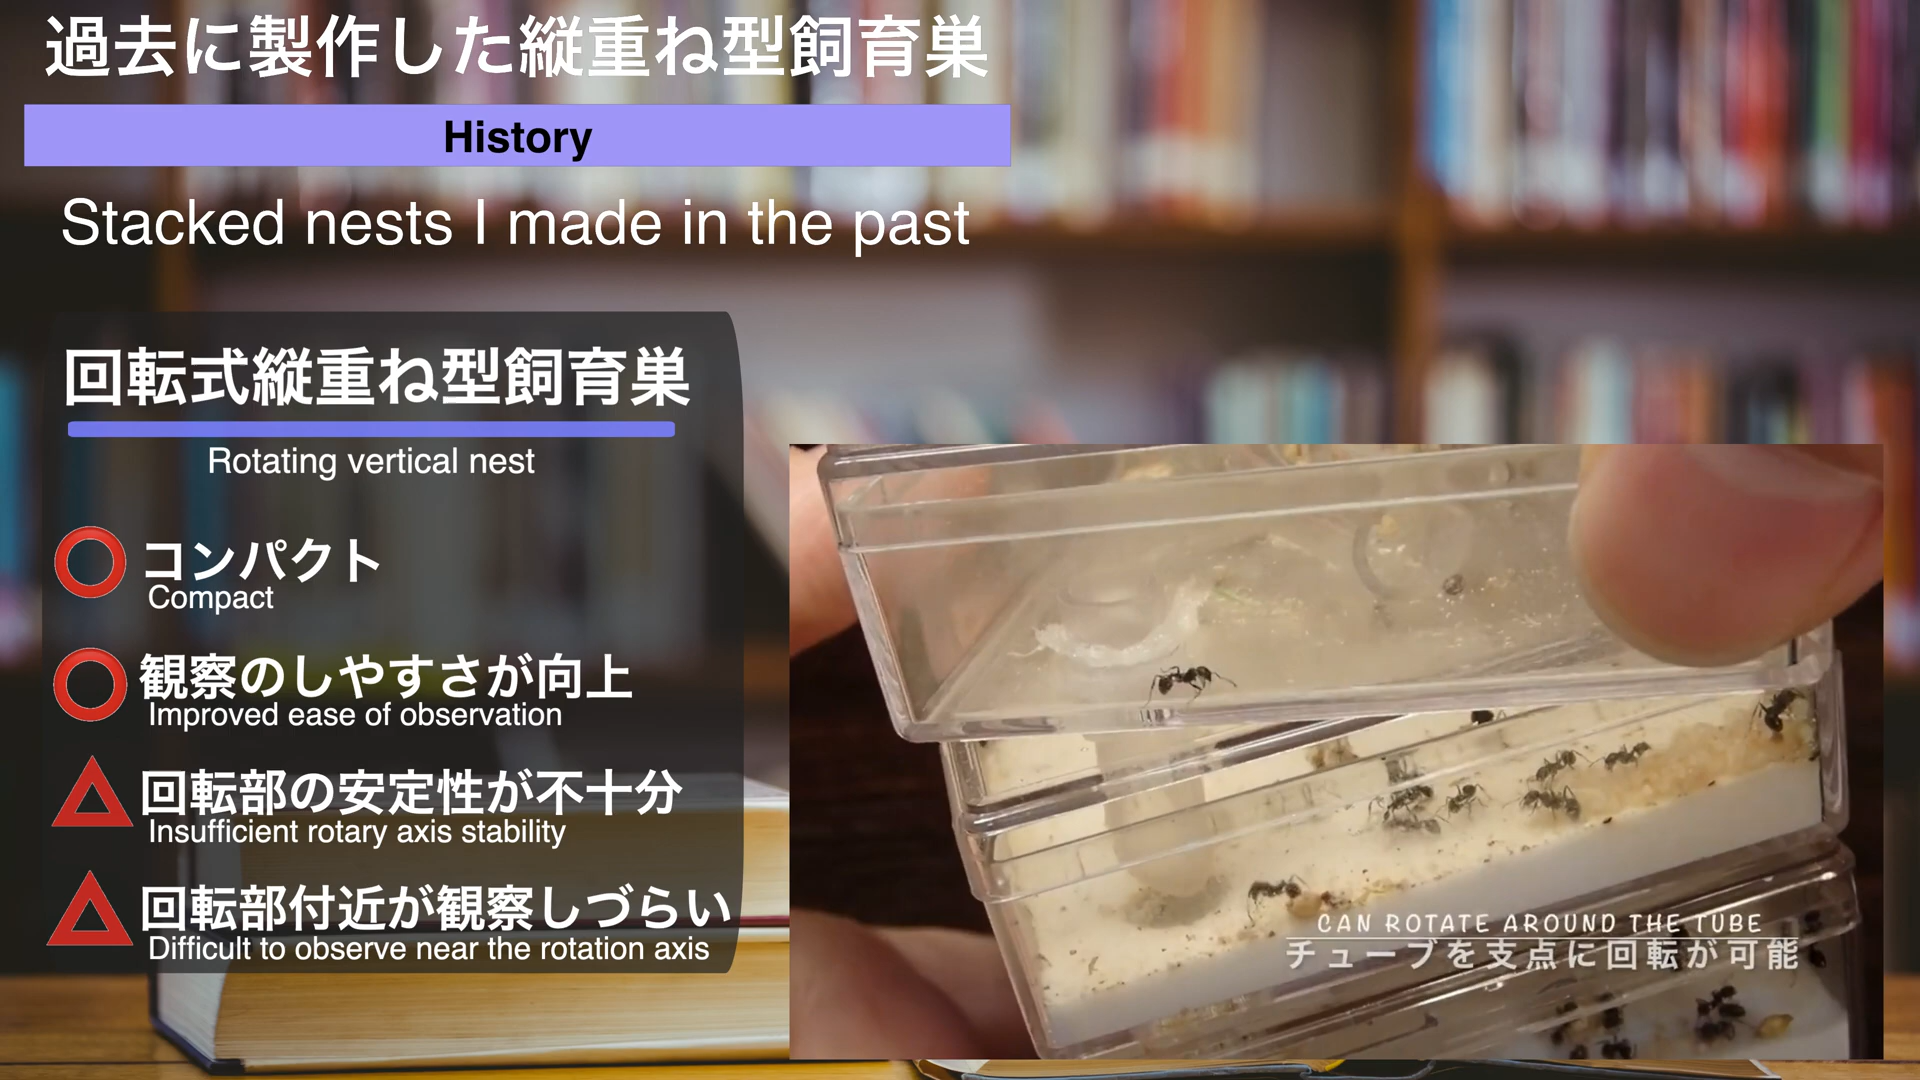 過去に製作した縦重ね型飼育巣
History
Stacked nests I made in the past
回転式縦重ね型飼育巣
Rotating vertical nest
コンパクト
Compact
観察のしやすさが向上
Improved ease of observation
回転部の安定性が不十分
Insufficient rotary axis stability
回転部付近が観察しづらい
Difficult to observe near the rotation axis
CAN ROTATE AROUND THE TUBE
チューブを支点に回転が可能